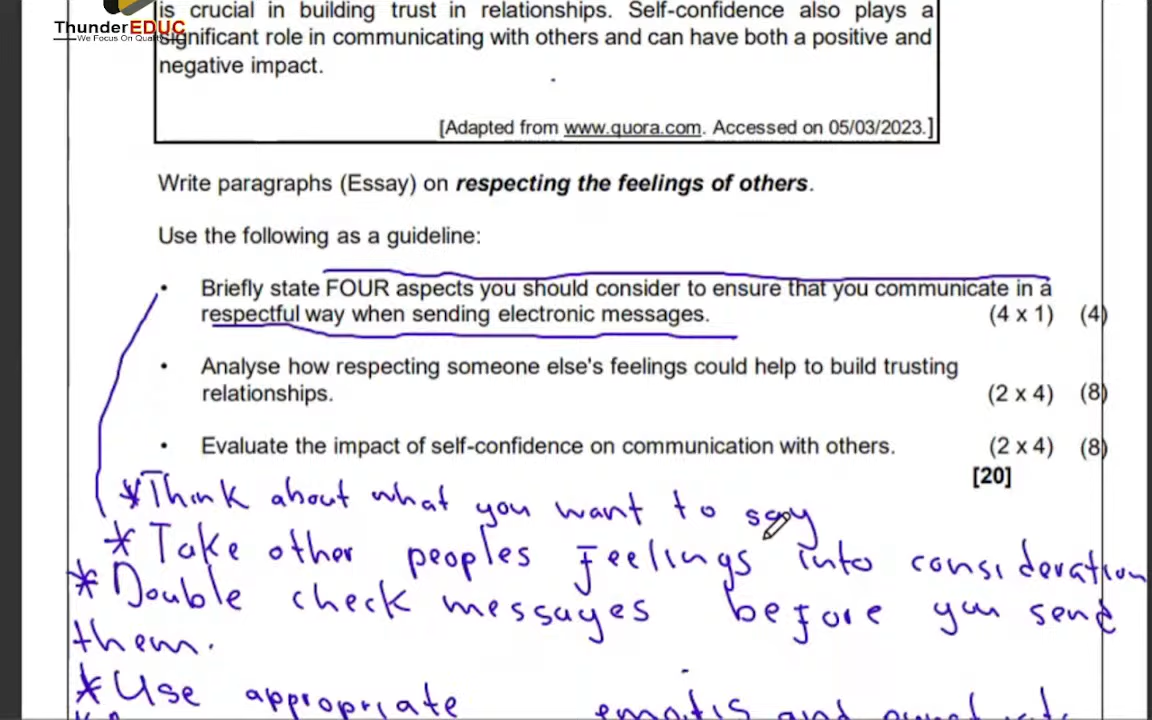 is crucial in building trust in relationships. Self-confidence also plays a
ThunderEDUC
We Focus On Quality
significant role in communicating with others and can have both a positive and
negative impact.
[Adapted from www.quora.com. Accessed on 05/03/2023.]
Write paragraphs (Essay) on respecting the feelings of others.
Use the following as a guideline:
• Briefly state FOUR aspects you should consider to ensure that you communicate in a
respectful way when sending electronic messages. (4 x 1) (4)
• Analyse how respecting someone else's feelings could help to build trusting
relationships. (2 x 4) (8)
• Evaluate the impact of self-confidence on communication with others. (2 x 4) (8)
[20]
*Think about what you want to say
* Take other peoples feelings into consideration
* Double check messages before you send
them.
* Use appropriate and